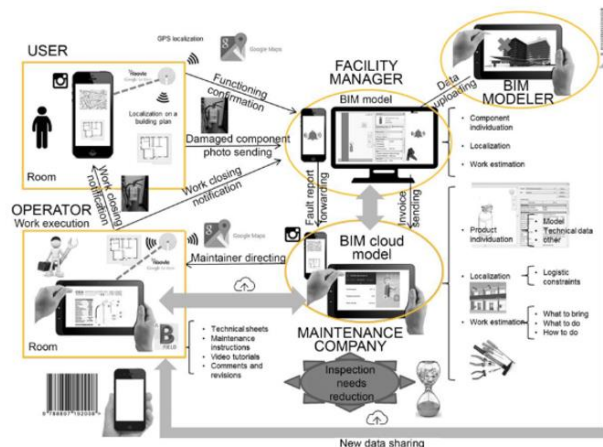 USER
GPS localization
Google Maps
Localization on a
building plan
Room
Functioning
confirmation
Damaged component
photo sending
Work closing
notification
Work closing
notification
FACILITY
MANAGER
BIM model
Data
uploading
BIM
MODELER
• Component
individuation
• Localization
• Work estimation
Fault report
forwarding
Invoice
sending
• Product
individuation
• Model
• Technical data
• other
• Localization
• Logistic
constraints
• Work estimation
• What to bring
• What to do
• How to do
OPERATOR
Work execution
Google Maps
Maintainer directing
Room
B
FIELD
• Technical sheets
• Maintenance
instructions
• Video tutorials
• Comments and
revisions
BIM cloud
model
MAINTENANCE
COMPANY
Inspection
needs
reduction
New data sharing